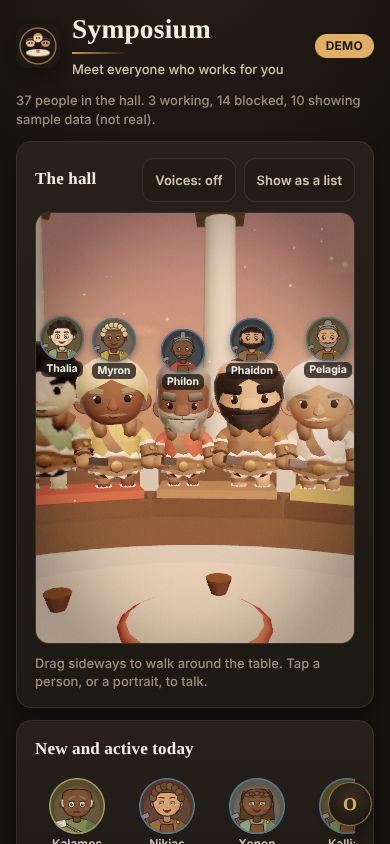 Symposium
Meet everyone who works for you
DEMO
37 people in the hall. 3 working, 14 blocked, 10 showing
sample data (not real).
The hall
Voices: off
Show as a list
Thalia
Myron
Philon
Phaidon
Pelagia
Drag sideways to walk around the table. Tap a
person, or a portrait, to talk.
New and active today
O
Kalamos
Nikias
Xenon